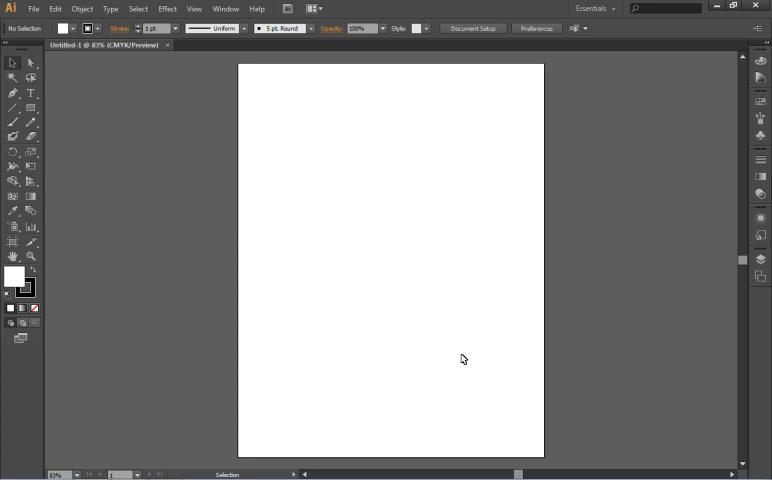 Ai File Edit Object Type Select Effect View Window Help Br Essentials
No Selection Stroke: 1 pt Uniform 5 pt. Round Opacity: 100% Style: Document Setup Preferences
Untitled-1 @ 83% (CMYK/Preview) ×
T
83% 1 Selection